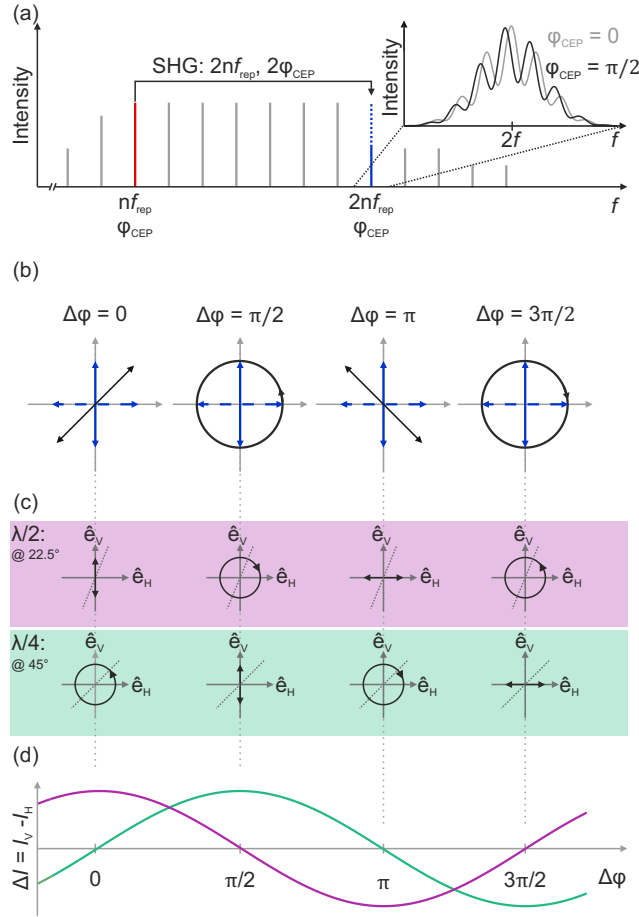 (a)
Intensity
SHG: 2nf_rep, 2φ_CEP
nf_rep
φ_CEP
2nf_rep
φ_CEP
f
Intensity
φ_CEP = 0
φ_CEP = π/2
2f
f
(b)
Δφ = 0
Δφ = π/2
Δφ = π
Δφ = 3π/2
(c)
λ/2:
@ 22.5°
ê_V
ê_H
ê_V
ê_H
ê_V
ê_H
ê_V
ê_H
λ/4:
@ 45°
ê_V
ê_H
ê_V
ê_H
ê_V
ê_H
ê_V
ê_H
(d)
ΔI = I_V - I_H
0
π/2
π
3π/2
Δφ